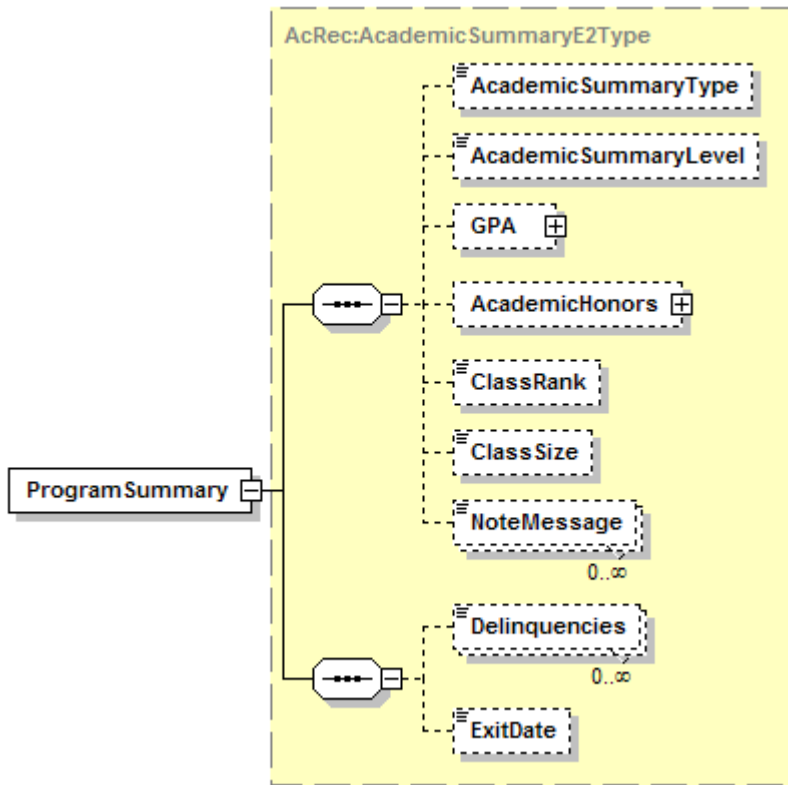 AcRec:AcademicSummaryE2Type
AcademicSummaryType
AcademicSummaryLevel
GPA
AcademicHonors
ClassRank
ClassSize
ProgramSummary
NoteMessage
0..∞
Delinquencies
0..∞
ExitDate